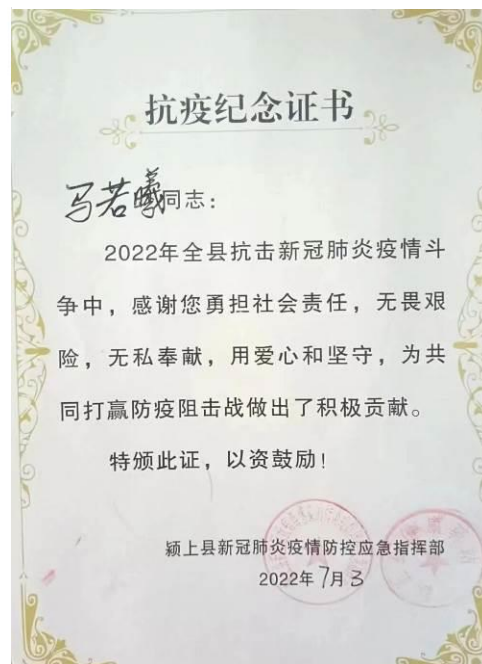 抗疫纪念证书
马若曦同志：
2022年全县抗击新冠肺炎疫情斗
争中，感谢您勇担社会责任，无畏艰
险，无私奉献，用爱心和坚守，为共
同打赢防疫阻击战做出了积极贡献。
特颁此证，以资鼓励！
颍上县新冠肺炎疫情防控应急指挥部
2022年7月3